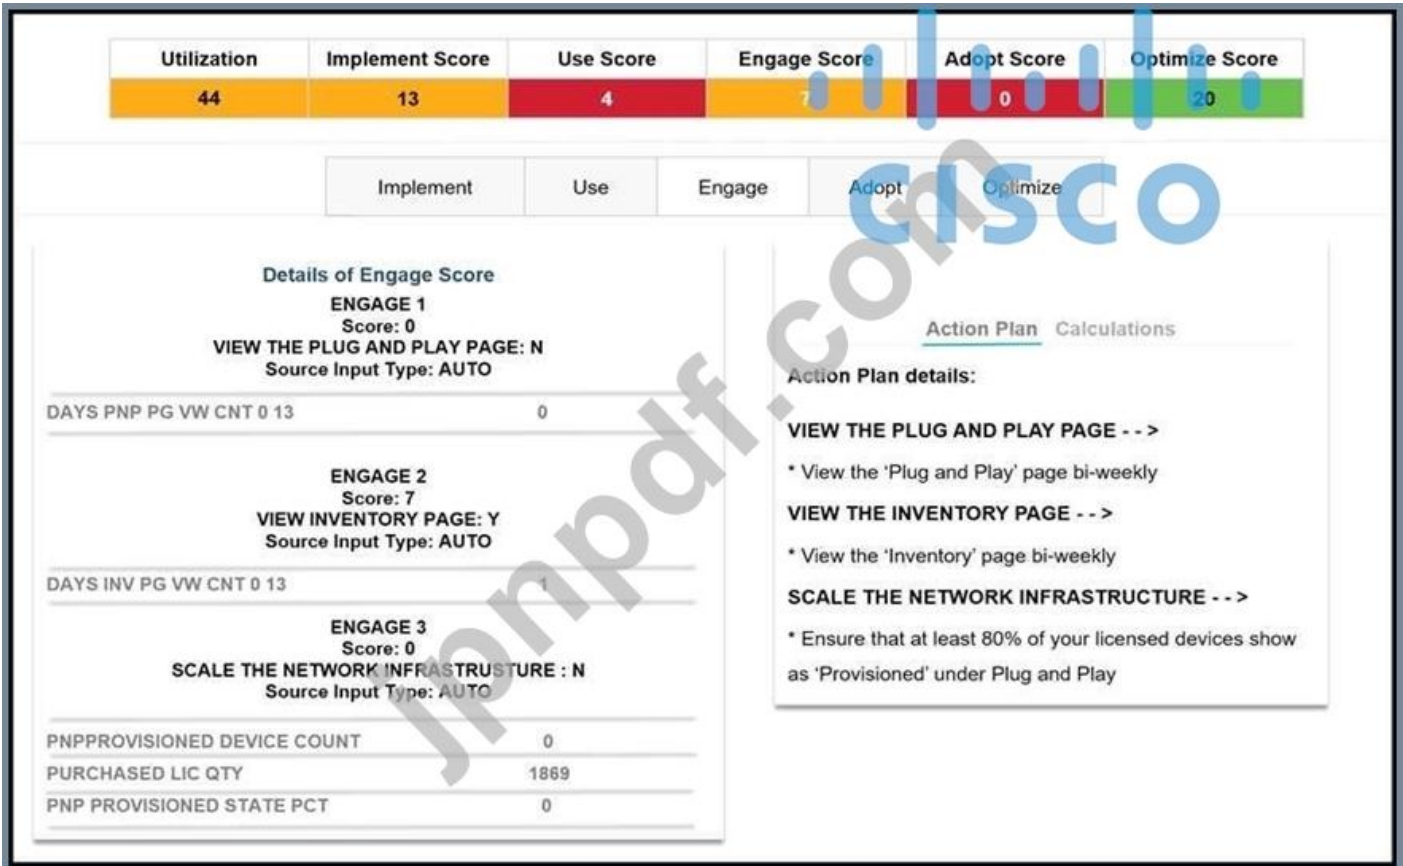 Utilization Implement Score Use Score Engage Score Adopt Score Optimize Score
44 13 4 7 0 20
Implement Use Engage Adopt Optimize
CISCO
Details of Engage Score
ENGAGE 1
Score: 0
VIEW THE PLUG AND PLAY PAGE: N
Source Input Type: AUTO
DAYS PNP PG VW CNT 0 13 0
ENGAGE 2
Score: 7
VIEW INVENTORY PAGE: Y
Source Input Type: AUTO
DAYS INV PG VW CNT 0 13 1
ENGAGE 3
Score: 0
SCALE THE NETWORK INFRASTRUSTURE : N
Source Input Type: AUTO
PNPPROVISIONED DEVICE COUNT 0
PURCHASED LIC QTY 1869
PNP PROVISIONED STATE PCT 0
Action Plan Calculations
Action Plan details:
VIEW THE PLUG AND PLAY PAGE - - >
* View the ‘Plug and Play’ page bi-weekly
VIEW THE INVENTORY PAGE - - >
* View the ‘Inventory’ page bi-weekly
SCALE THE NETWORK INFRASTRUCTURE - - >
* Ensure that at least 80% of your licensed devices show
as ‘Provisioned’ under Plug and Play
jpnpdf.com